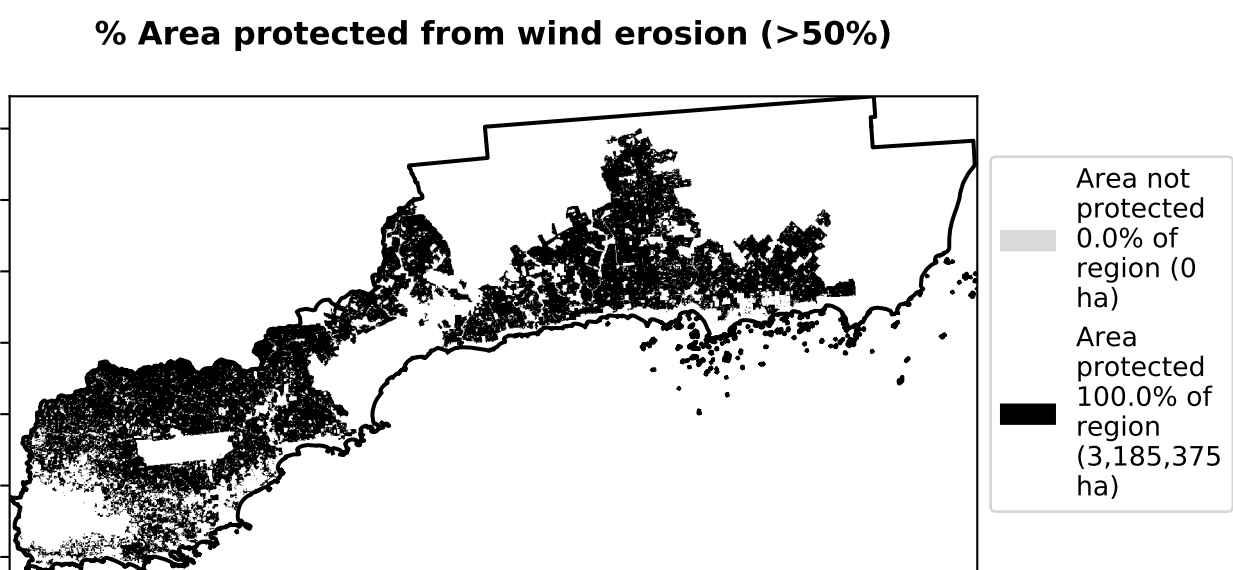 % Area protected from wind erosion (>50%)
Area not
protected
0.0% of
region (0
ha)
Area
protected
100.0% of
region
(3,185,375
ha)